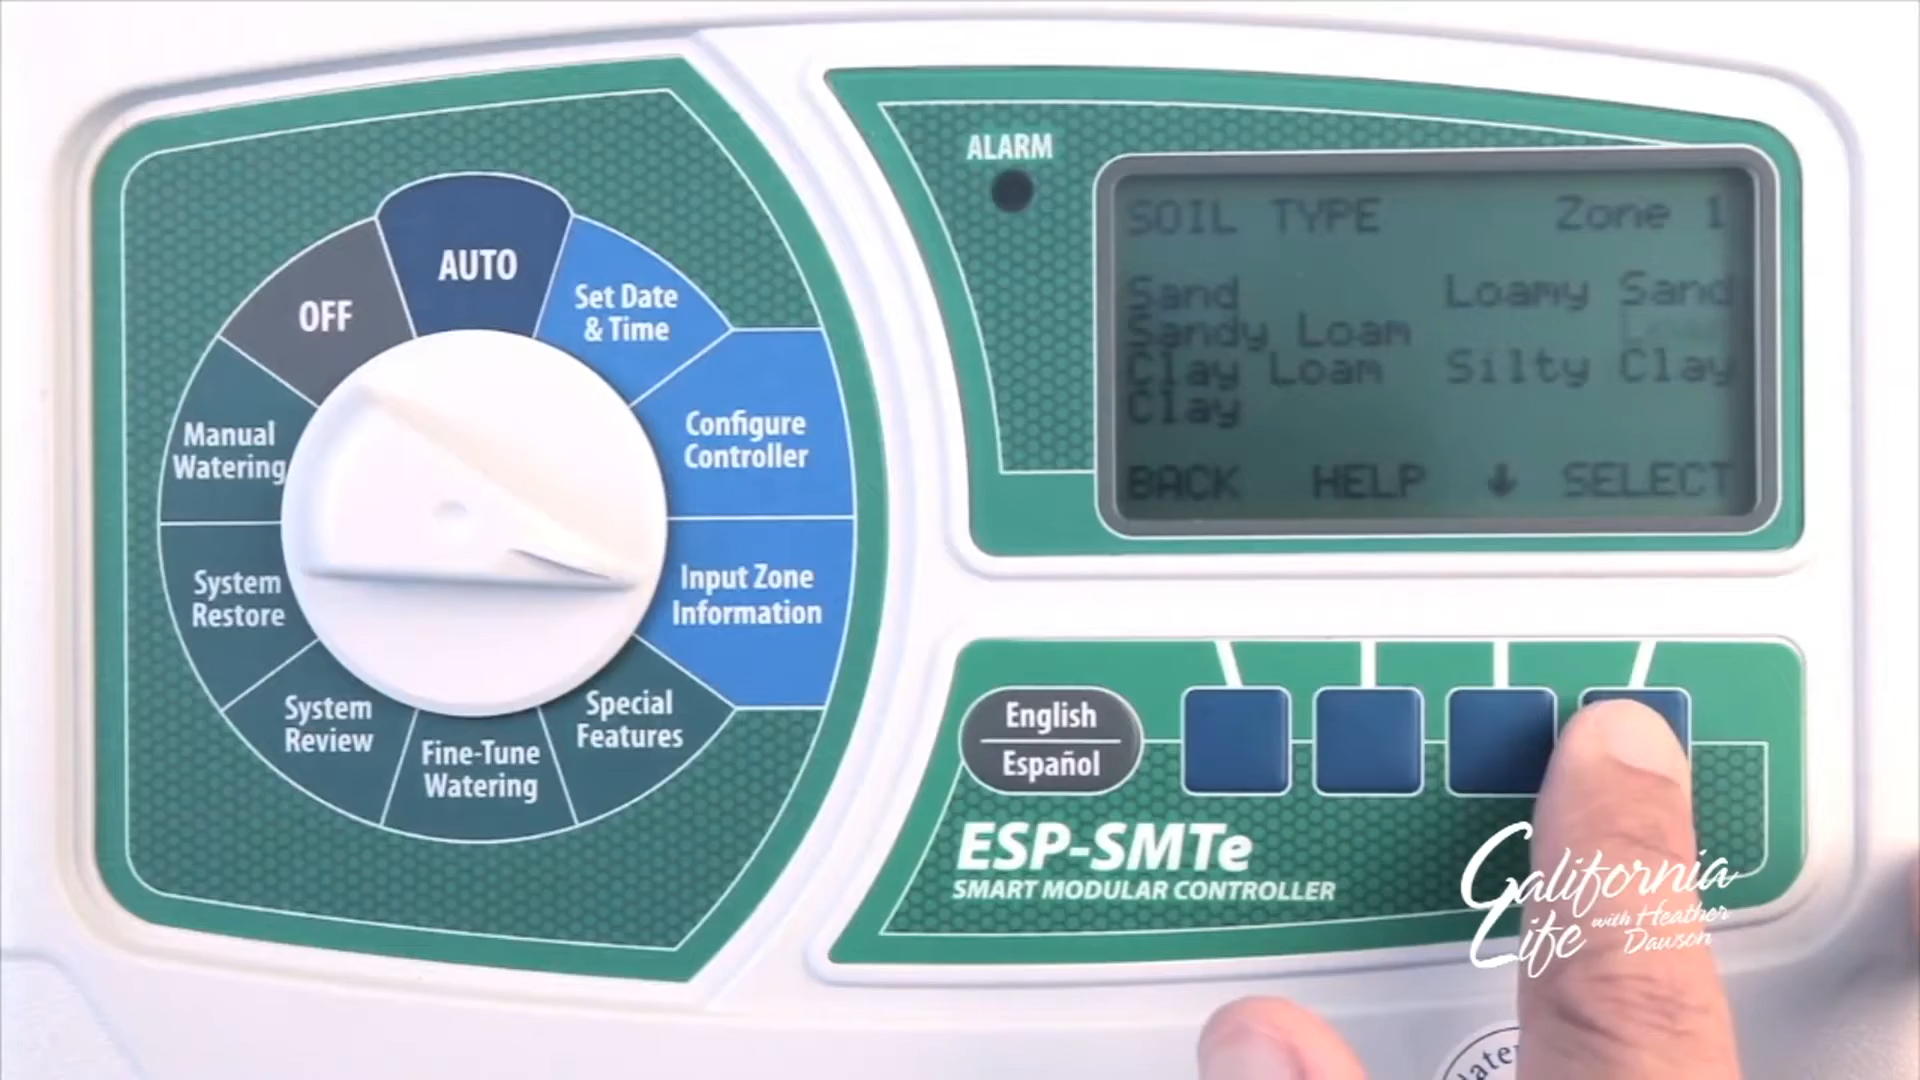 AUTO
OFF
Set Date
& Time
Manual
Watering
Configure
Controller
System
Restore
Input Zone
Information
System
Review
Fine-Tune
Watering
Special
Features
ALARM
SOIL TYPE Zone 1
Sand Loamy Sand
Sandy Loam Loam
Clay Loam Silty Clay
Clay
BACK HELP ↓ SELECT
English
Español
ESP-SMTe
SMART MODULAR CONTROLLER
California
Life with Heather
Dawson